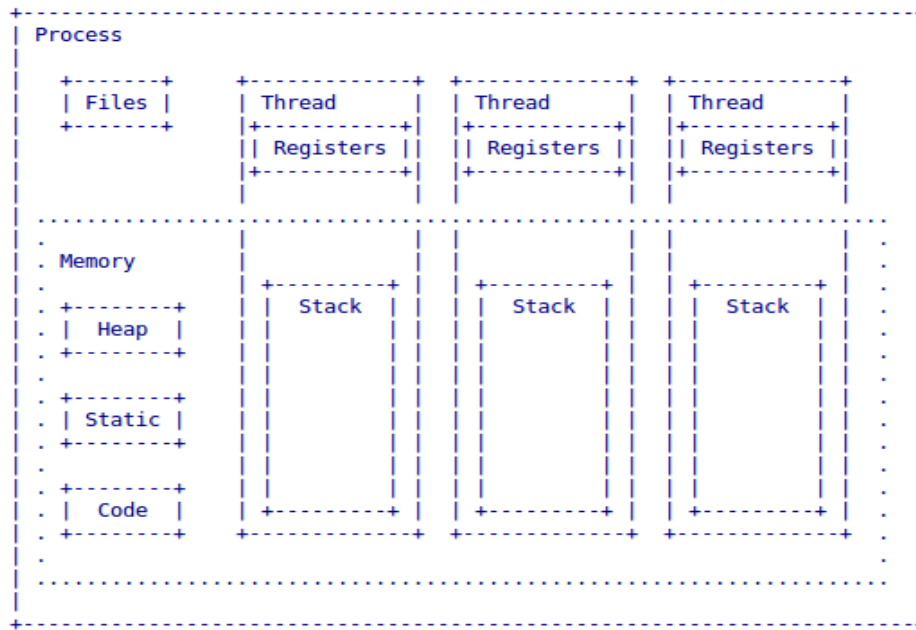 Process
Files Thread Thread Thread
Registers Registers Registers
Memory
Stack Stack Stack
Heap
Static
Code